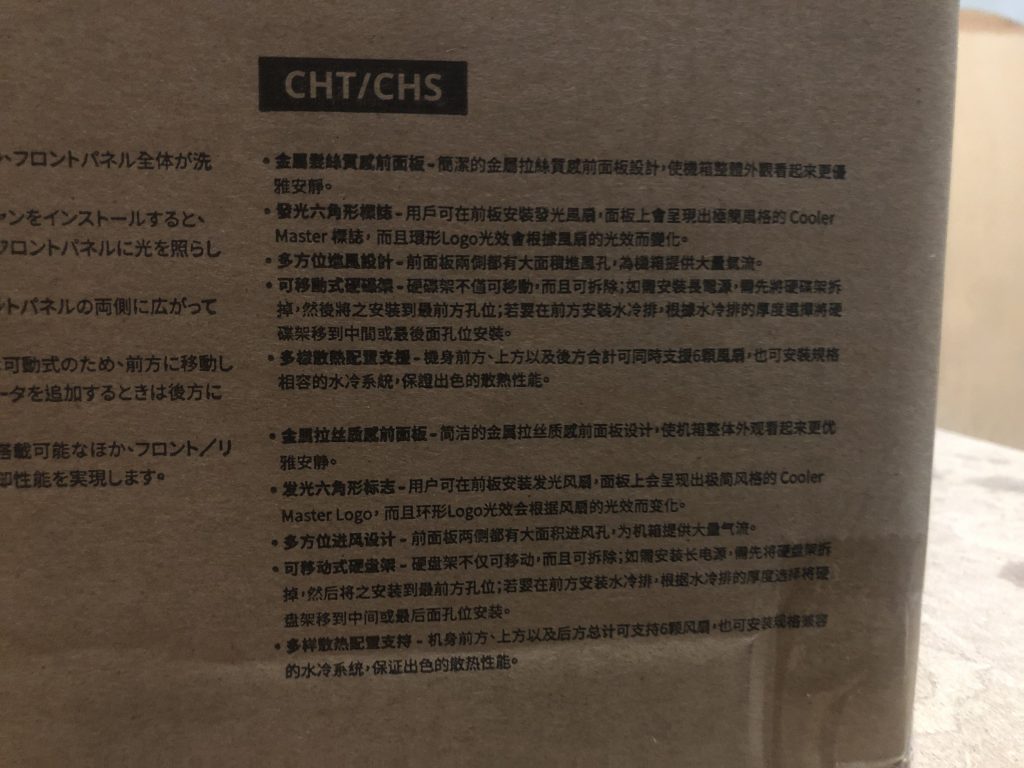 CHT/CHS
、フロントパネル全体が洗
ァンをインストールすると、
フロントパネルに光を照らし
ントパネルの両側に広がって
は可動式のため、前方に移動し
ータを追加するときは後方に
搭載可能なほか、フロント／リ
却性能を実現します。
• 金屬髮絲質感前面板 - 簡潔的金屬拉絲質感前面板設計，使機箱整體外觀看起來更優
雅安靜。
• 發光六角形標誌 - 用戶可在前板安裝發光風扇，面板上會呈現出極簡風格的 Cooler
Master 標誌，而且環形Logo光效會根據風扇的光效而變化。
• 多方位進風設計 - 前面板兩側都有大面積進風孔，為機箱提供大量氣流。
• 可移動式硬碟架 - 硬碟架不僅可移動，而且可拆除；如需安裝長電源，需先將硬碟架拆
掉，然後將之安裝到最前方孔位；若要在前方安裝水冷排，根據水冷排的厚度選擇將硬
碟架移到中間或最後面孔位安裝。
• 多樣散熱配置支援 - 機身前方、上方以及後方合計可同時支援6顆風扇，也可安裝規格
相容的水冷系統，保證出色的散熱性能。
• 金属拉丝质感前面板 - 简洁的金属拉丝质感前面板设计，使机箱整体外观看起来更优
雅安静。
• 发光六角形标志 - 用户可在前板安装发光风扇，面板上会呈现出极简风格的 Cooler
Master Logo，而且环形Logo光效会根据风扇的光效而变化。
• 多方位进风设计 - 前面板两侧都有大面积进风孔，为机箱提供大量气流。
• 可移动式硬盘架 - 硬盘架不仅可移动，而且可拆除；如需安装长电源，需先将硬盘架拆
掉，然后将之安装到最前方孔位；若要在前方安装水冷排，根据水冷排的厚度选择将硬
盘架移到中间或最后面孔位安装。
• 多样散热配置支持 - 机身前方、上方以及后方总计可支持6颗风扇，也可安装规格兼容
的水冷系统，保证出色的散热性能。